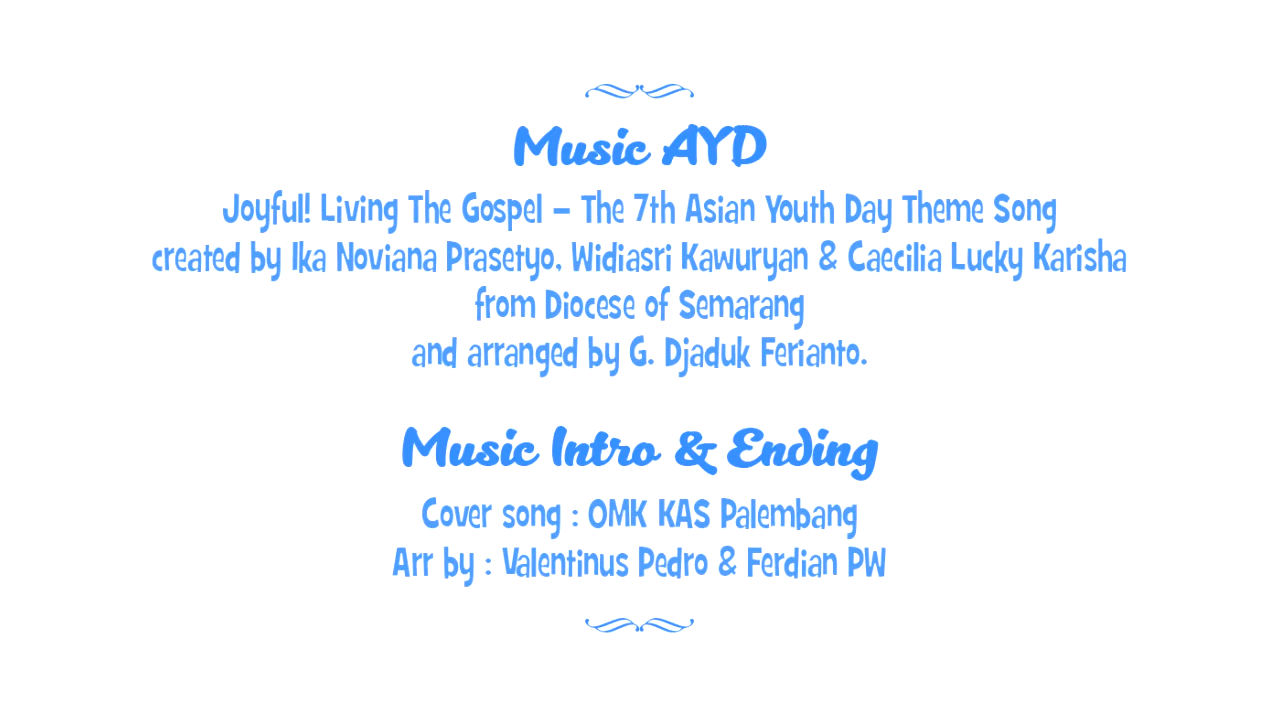 Music AYD
Joyful! Living The Gospel – The 7th Asian Youth Day Theme Song
created by Ika Noviana Prasetyo, Widiasri Kawuryan & Caecilia Lucky Karisha
from Diocese of Semarang
and arranged by G. Djaduk Ferianto.
Music Intro & Ending
Cover song : OMK KAS Palembang
Arr by : Valentinus Pedro & Ferdian PW